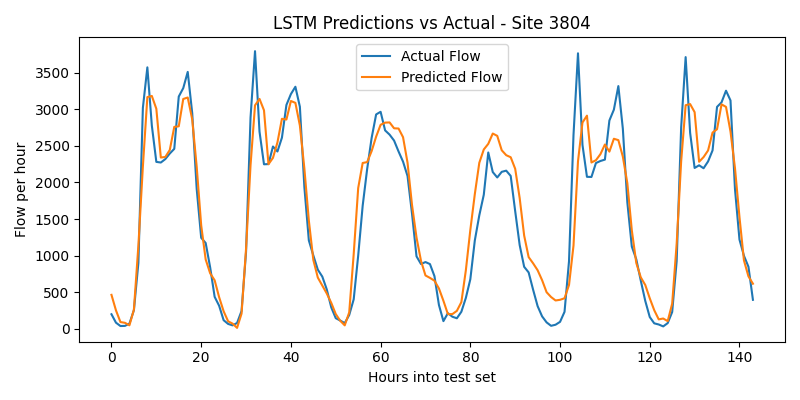 LSTM Predictions vs Actual - Site 3804
Actual Flow
Predicted Flow
Flow per hour
3500
3000
2500
2000
1500
1000
500
0
0 20 40 60 80 100 120 140
Hours into test set